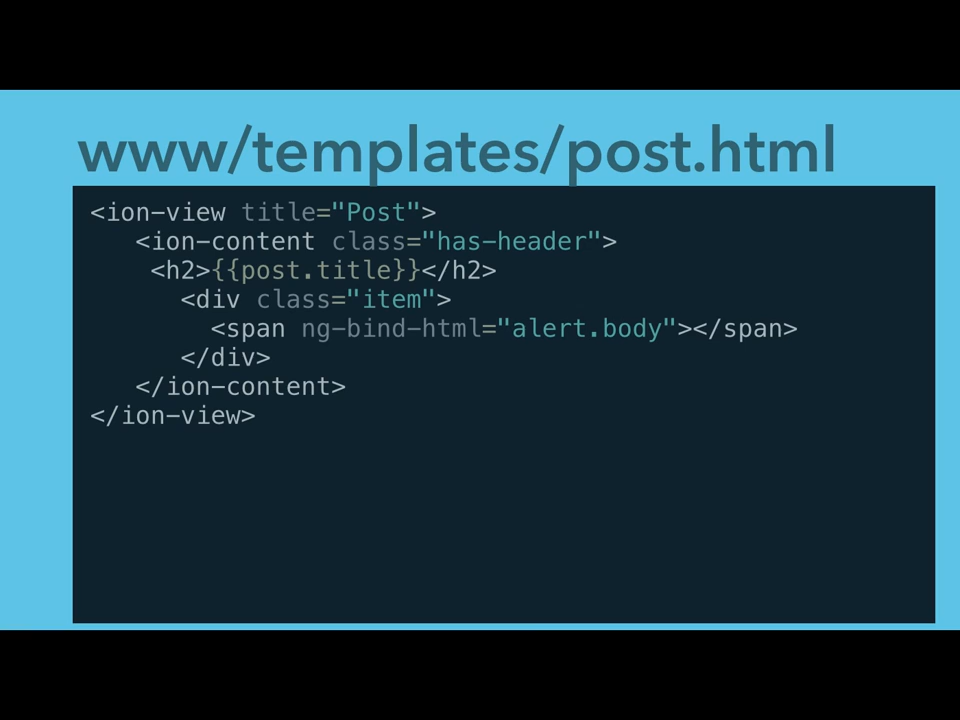 www/templates/post.html
<ion-view title="Post">
<ion-content class="has-header">
<h2>{{post.title}}</h2>
<div class="item">
<span ng-bind-html="alert.body"></span>
</div>
</ion-content>
</ion-view>